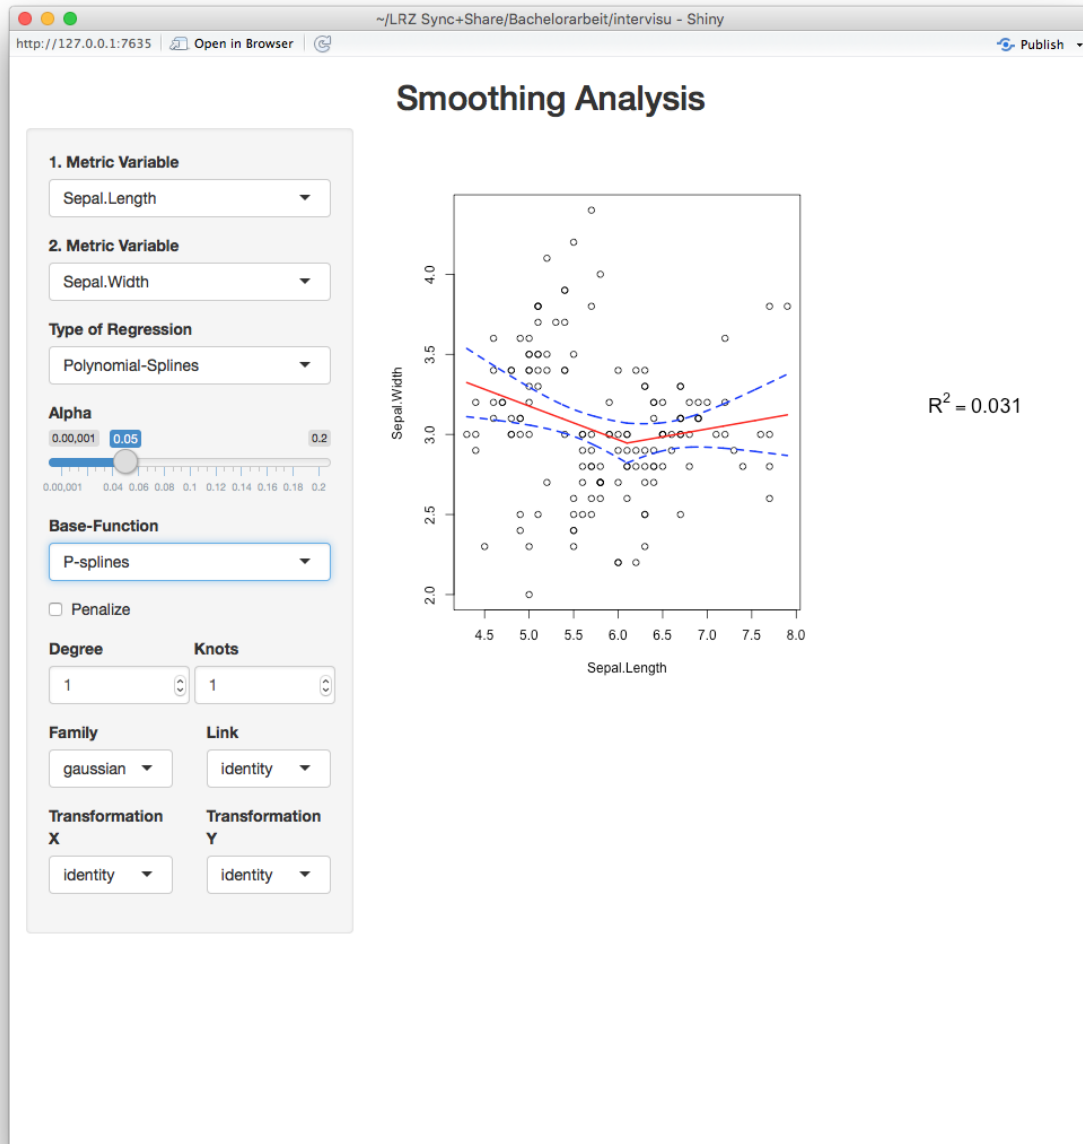 ~/LRZ Sync+Share/Bachelorarbeit/intervisu - Shiny
http://127.0.0.1:7635 Open in Browser Publish
Smoothing Analysis
1. Metric Variable
Sepal.Length
2. Metric Variable
Sepal.Width
Type of Regression
Polynomial-Splines
Alpha
0.00,001 0.05 0.2
0.00,001 0.04 0.06 0.08 0.1 0.12 0.14 0.16 0.18 0.2
Base-Function
P-splines
Penalize
Degree Knots
1 1
Family Link
gaussian identity
Transformation X Transformation Y
identity identity
Sepal.Width
4.0
3.5
3.0
2.5
2.0
4.5 5.0 5.5 6.0 6.5 7.0 7.5 8.0
Sepal.Length
R² = 0.031